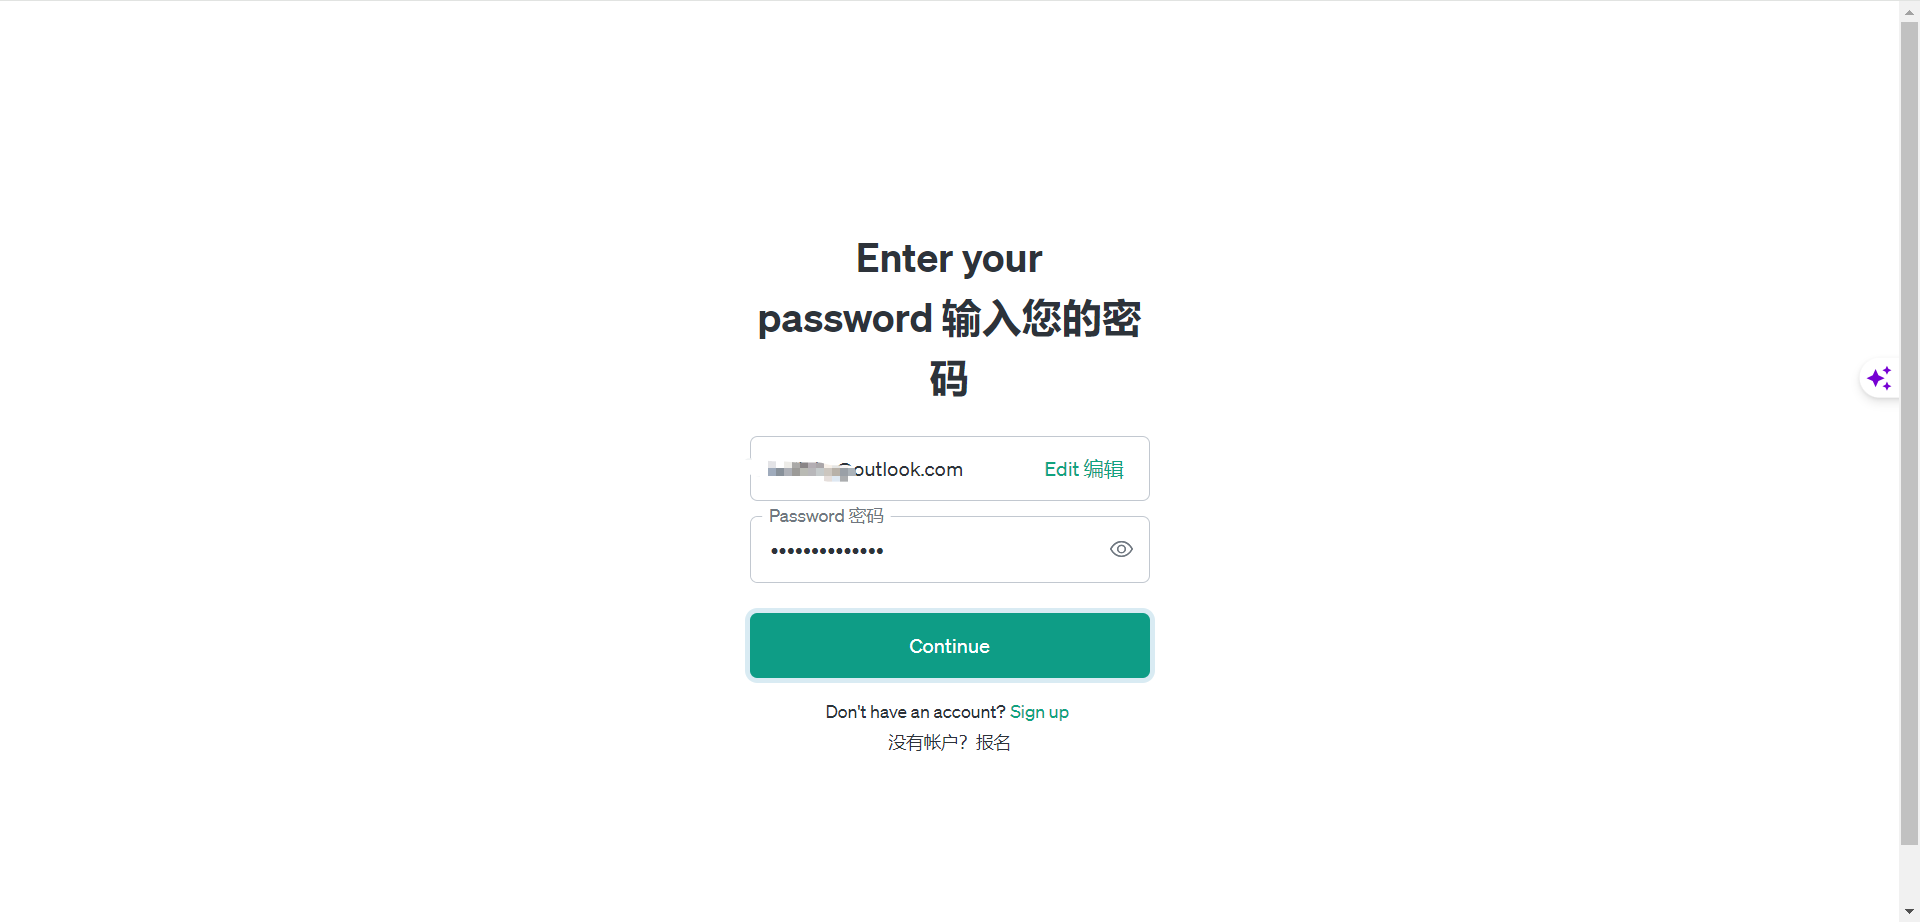 Enter your
password 输入您的密
码
@outlook.com
Edit 编辑
Password 密码
••••••••••••••
Continue
Don't have an account? Sign up
没有帐户？报名